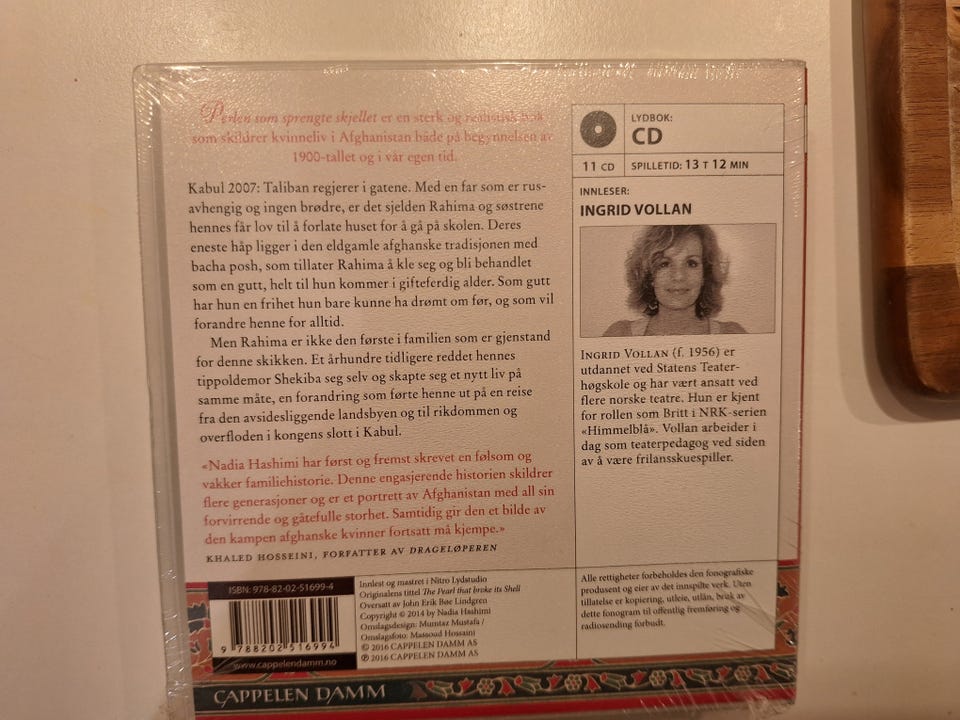 Perlen som sprengte skjellet er en sterk og realistisk bok
som skildrer kvinneliv i Afghanistan både på begynnelsen av
1900-tallet og i vår egen tid.
Kabul 2007: Taliban regjerer i gatene. Med en far som er rus-
avhengig og ingen brødre, er det sjelden Rahima og søstrene
hennes får lov til å forlate huset for å gå på skolen. Deres
eneste håp ligger i den eldgamle afghanske tradisjonen med
bacha posh, som tillater Rahima å kle seg og bli behandlet
som en gutt, helt til hun kommer i gifteferdig alder. Som gutt
har hun en frihet hun bare kunne ha drømt om før, og som vil
forandre henne for alltid.
Men Rahima er ikke den første i familien som er gjenstand
for denne skikken. Et århundre tidligere reddet hennes
tippoldemor Shekiba seg selv og skapte seg et nytt liv på
samme måte, en forandring som førte henne ut på en reise
fra den avsidesliggende landsbyen og til rikdommen og
overfloden i kongens slott i Kabul.
«Nadia Hashimi har først og fremst skrevet en følsom og
vakker familiehistorie. Denne engasjerende historien skildrer
flere generasjoner og er et portrett av Afghanistan med all sin
forvirrende og gåtefulle storhet. Samtidig gir den et bilde av
den kampen afghanske kvinner fortsatt må kjempe.»
KHALED HOSSEINI, FORFATTER AV DRAGELØPEREN
LYDBOK:
CD
11 CD
SPILLETID: 13 T 12 MIN
INNLESER:
INGRID VOLLAN
INGRID VOLLAN (f. 1956) er
utdannet ved Statens Teater-
høgskole og har vært ansatt ved
flere norske teatre. Hun er kjent
for rollen som Britt i NRK-serien
«Himmelblå». Vollan arbeider i
dag som teaterpedagog ved siden
av å være frilansskuespiller.
ISBN: 978-82-02-51699-4
9 788202 516994
www.cappelendamm.no
Innlest og mastret i Nitro Lydstudio
Originalens tittel The Pearl that broke its Shell
Oversatt av John Erik Bøe Lindgren
Copyright © 2014 by Nadia Hashimi
Omslagsdesign: Mumtaz Mustafa /
Omslagsfoto: Massoud Hossaini
© 2016 CAPPELEN DAMM AS
℗ 2016 CAPPELEN DAMM AS
Alle rettigheter forbeholdes den fonografiske
produsent og eier av det innspilte verk. Uten
tillatelse er kopiering, utleie, utlån, bruk av
dette fonogram til offentlig fremføring og
radiosending forbudt.
CAPPELEN DAMM